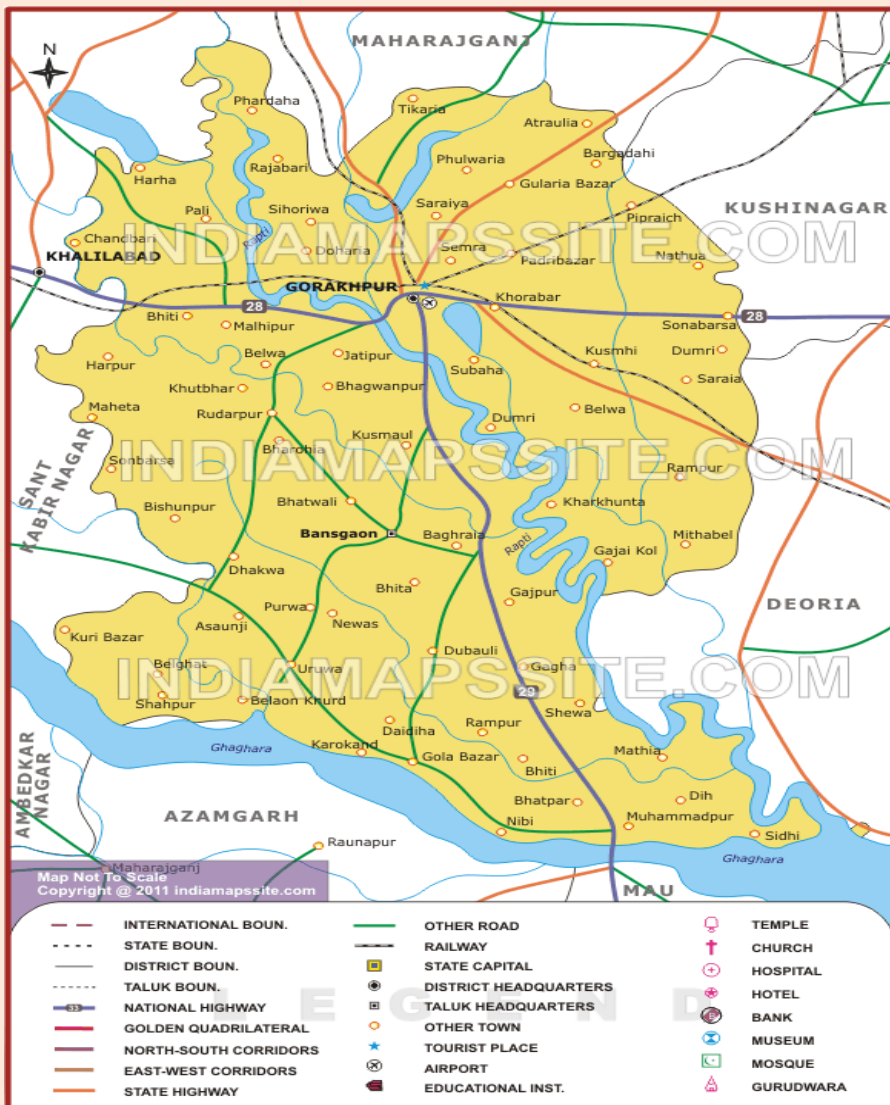 MAHARAJGANJ
N
Phardaha
Tikaria
Atraulia
Harha
Rajabari
Phulwaria
Bargadahi
Gularia Bazar
Pali
Sihoriwa
Saraiya
Pipraich
KUSHINAGAR
INDIAMAPSSITE.COM
Chandbari
Rapti
Doharia
Semra
Padribazar
Nathua
KHALILABAD
GORAKHPUR
Khorabar
28
28
Bhiti
Malhipur
Sonabarsa
Harpur
Belwa
Jatipur
Subaha
Kusmhi
Dumri
Khutbhar
Bhagwanpur
Saraia
Maheta
Rudarpur
Dumri
Belwa
Kusmaul
Bhardhia
INDIAMAPSSITE.COM
SANT
KABIR NAGAR
Sonbarsa
Rampur
Bishunpur
Bhatwali
Kharkhunta
Bansgaon
Baghraia
Rapti
Mithabel
Gajai Kol
Dhakwa
Bhita
Gajpur
DEORIA
Purwa
Newas
Asaunji
Kuri Bazar
Dubauli
INDIAMAPSSITE.COM
Belghat
Uruwa
Gagha
29
Shahpur
Belaon Khurd
Shewa
Daidiha
Rampur
Ghaghara
Karokand
Gola Bazar
Mathia
Bhiti
AMBEDKAR
NAGAR
AZAMGARH
Bhatpar
Dih
Nibi
Muhammadpur
Sidhi
Raunapur
Ghaghara
Maharajganj
MAU
Map Not To Scale
Copyright @ 2011 indiamapssite.com
LEGEND
INTERNATIONAL BOUN.
STATE BOUN.
DISTRICT BOUN.
TALUK BOUN.
33 NATIONAL HIGHWAY
GOLDEN QUADRILATERAL
NORTH-SOUTH CORRIDORS
EAST-WEST CORRIDORS
STATE HIGHWAY
OTHER ROAD
RAILWAY
STATE CAPITAL
DISTRICT HEADQUARTERS
TALUK HEADQUARTERS
OTHER TOWN
TOURIST PLACE
AIRPORT
EDUCATIONAL INST.
TEMPLE
CHURCH
HOSPITAL
HOTEL
BANK
MUSEUM
MOSQUE
GURUDWARA